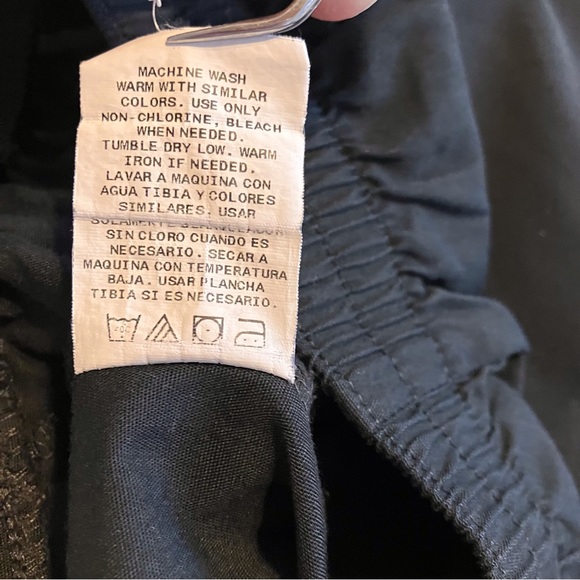 MACHINE WASH
WARM WITH SIMILAR
COLORS. USE ONLY
NON-CHLORINE, BLEACH
WHEN NEEDED.
TUMBLE DRY LOW. WARM
IRON IF NEEDED.
LAVAR A MAQUINA CON
AGUA TIBIA Y COLORES
SIMILARES. USAR
SOLAMENTE BLANQUEADOR
SIN CLORO CUANDO ES
NECESARIO. SECAR A
MAQUINA CON TEMPERATURA
BAJA. USAR PLANCHA
TIBIA SI ES NECESARIO.